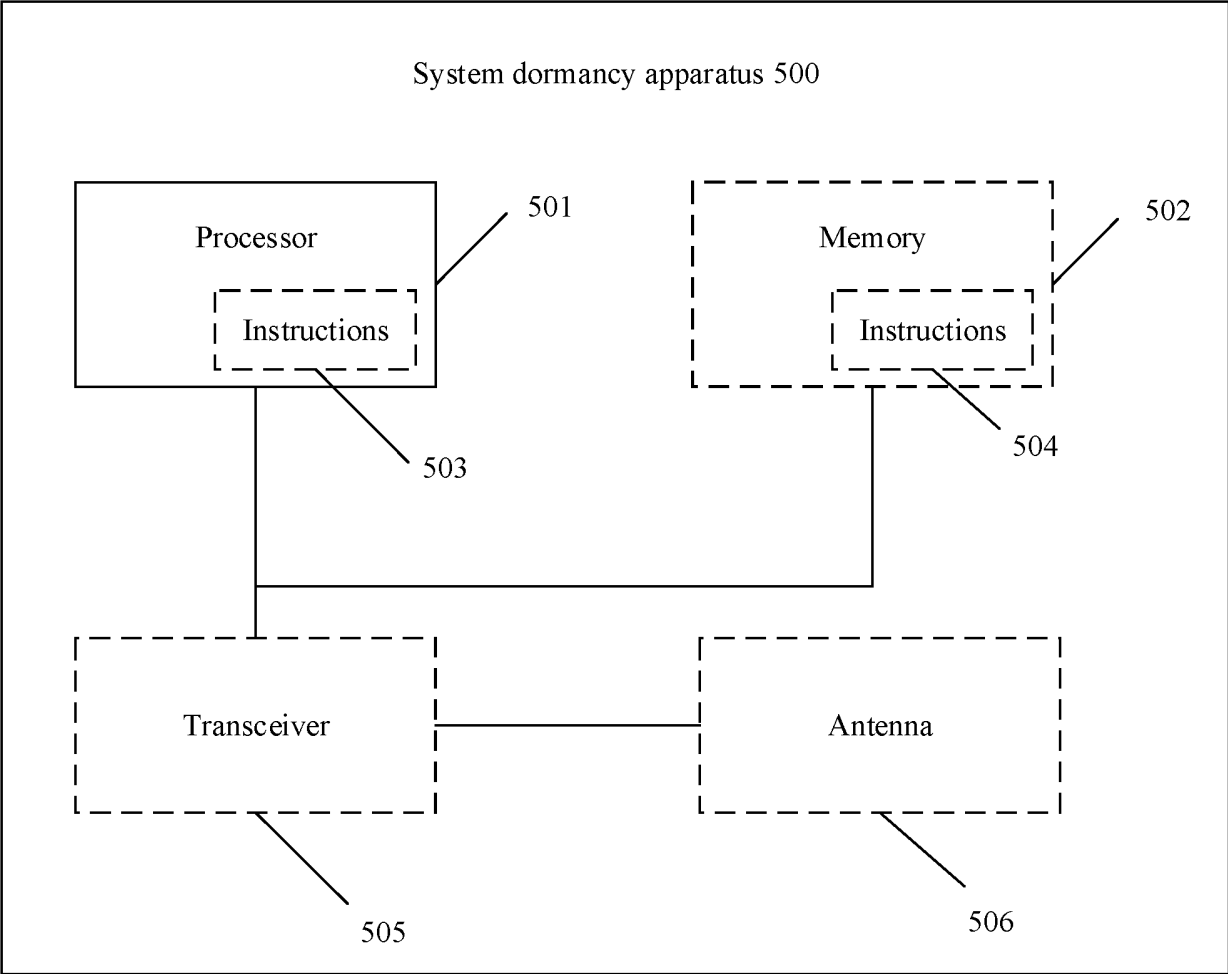 System dormancy apparatus 500
501
502
Processor
Memory
Instructions
Instructions
503
504
Transceiver
Antenna
505
506